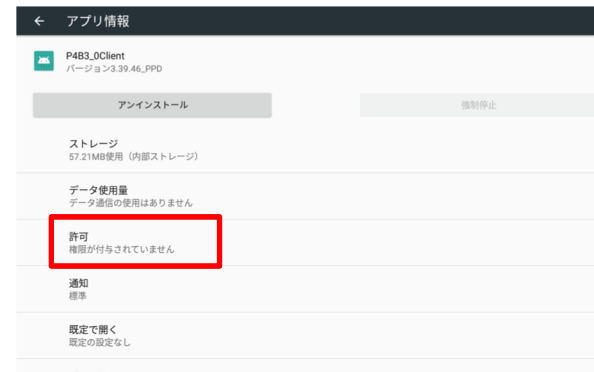 ← アプリ情報
P4B3_0Client
バージョン3.39.46_PPD
アンインストール
強制停止
ストレージ
57.21MB使用（内部ストレージ）
データ使用量
データ通信の使用はありません
許可
権限が付与されていません
通知
標準
既定で開く
既定の設定なし